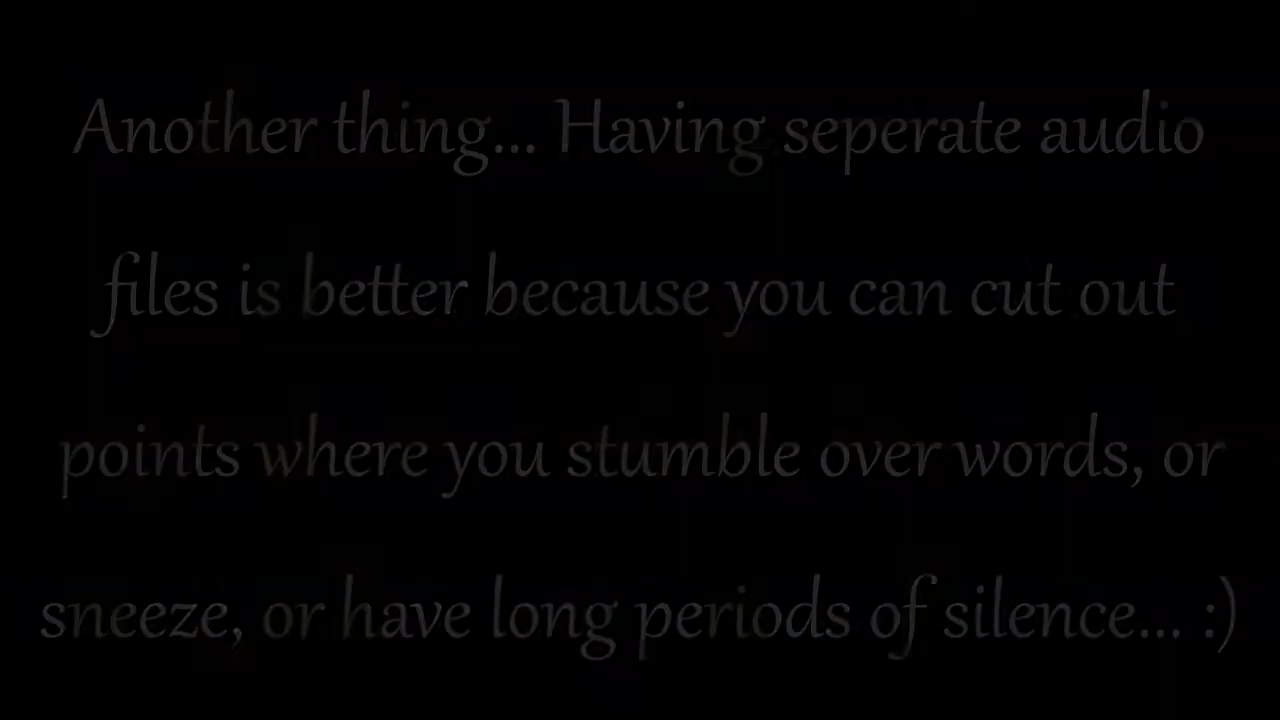 Another thing... Having seperate audio
files is better because you can cut out
points where you stumble over words, or
sneeze, or have long periods of silence... :)